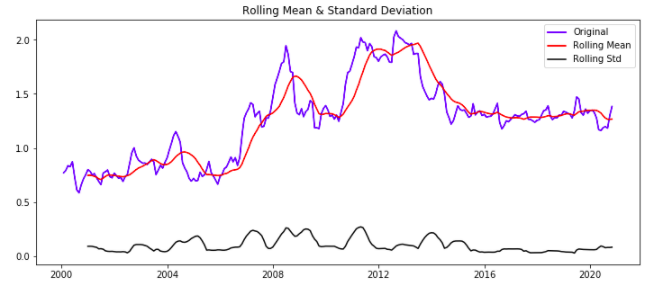 Rolling Mean & Standard Deviation
Original
Rolling Mean
Rolling Std
2.0
1.5
1.0
0.5
0.0
2000 2004 2008 2012 2016 2020